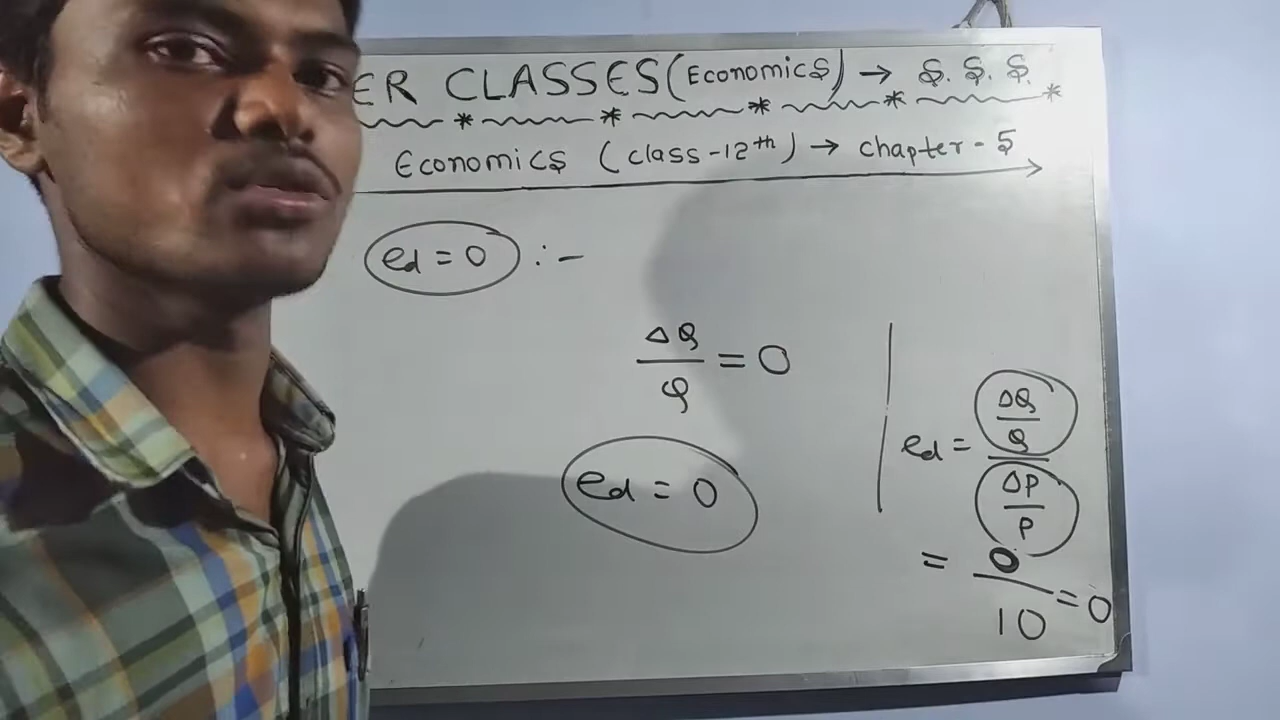 ER CLASSES (Economics) → S. S. S.
Economics (class-12th) → chapter - 5
ed = 0 :-
ΔQ/Q = 0
ed = 0
ed = (ΔQ/Q)/(ΔP/P)
= 0/10 = 0